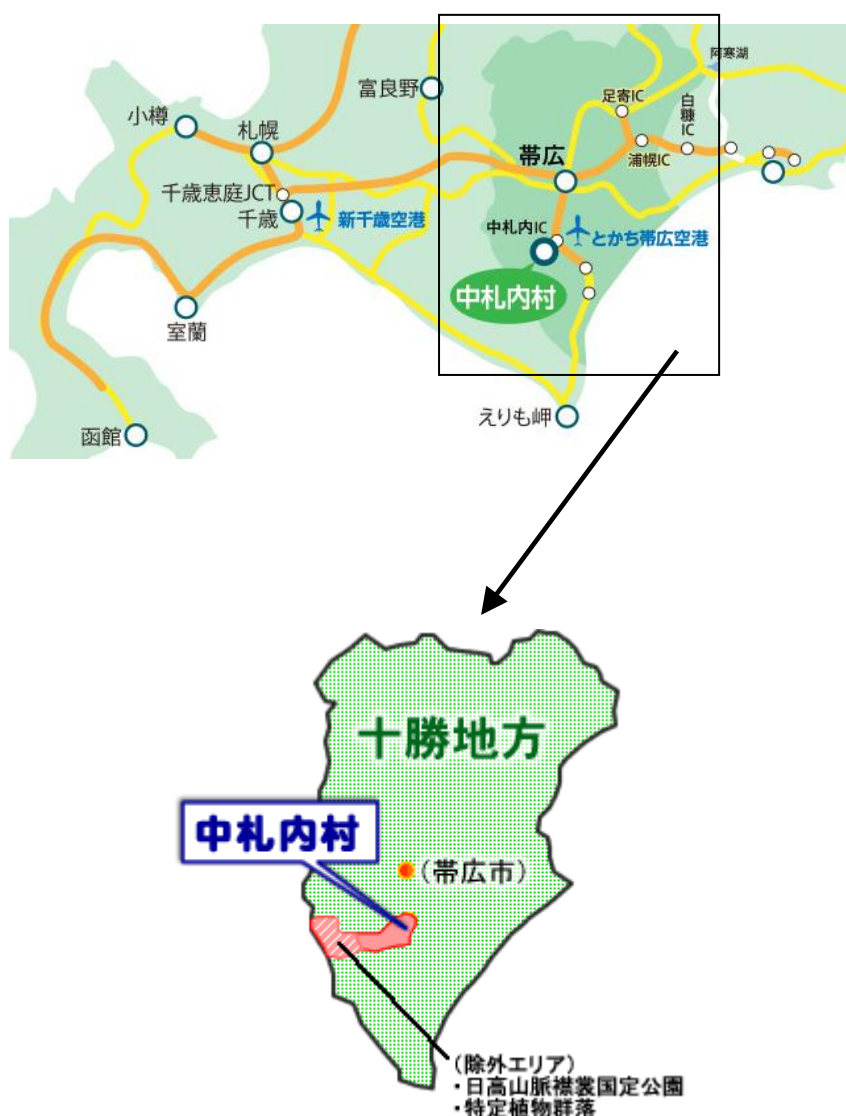 阿寒湖
富良野
足寄IC
白糠IC
小樽
札幌
帯広
浦幌IC
千歳恵庭JCT
千歳
新千歳空港
中札内IC
とかち帯広空港
中札内村
室蘭
えりも岬
函館
十勝地方
中札内村
(帯広市)
(除外エリア)
・日高山脈襟裳国定公園
・特定植物群落